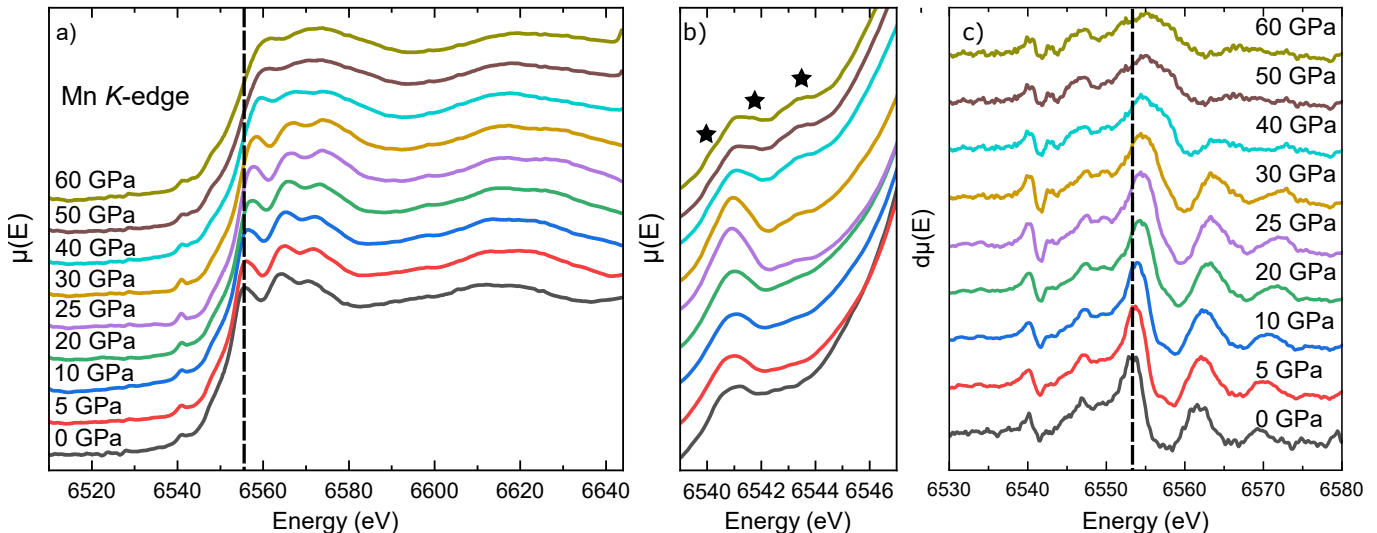 a)
Mn K-edge
60 GPa
50 GPa
40 GPa
30 GPa
25 GPa
20 GPa
10 GPa
5 GPa
0 GPa
μ(E)
6520 6540 6560 6580 6600 6620 6640
Energy (eV)
b)
μ(E)
6540 6542 6544 6546
Energy (eV)
c)
60 GPa
50 GPa
40 GPa
30 GPa
25 GPa
20 GPa
10 GPa
5 GPa
0 GPa
dμ(E)
6530 6540 6550 6560 6570 6580
Energy (eV)